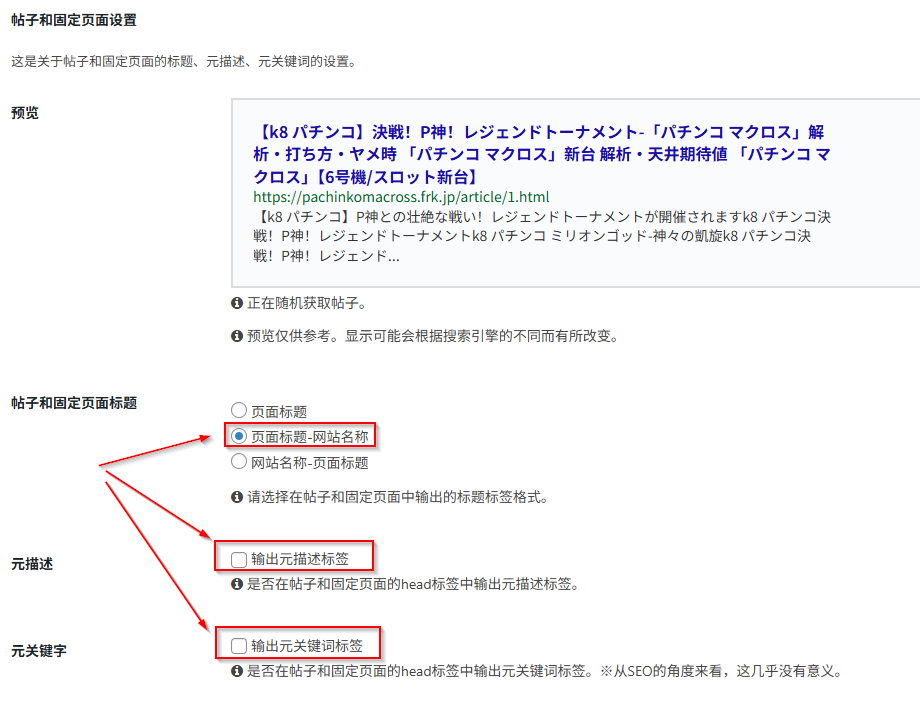 帖子和固定页面设置
这是关于帖子和固定页面的标题、元描述、元关键词的设置。
预览
【k8 パチンコ】決戦！P神！レジェンドトーナメント-「パチンコ マクロス」解
析・打ち方・ヤメ時 「パチンコ マクロス」新台 解析・天井期待値 「パチンコ マ
クロス」【6号機/スロット新台】
https://pachinkomacross.frk.jp/article/1.html
【k8 パチンコ】P神との壮絶な戦い！レジェンドトーナメントが開催されますk8 パチンコ決
戦！P神！レジェンドトーナメントk8 パチンコ ミリオンゴッド-神々の凱旋k8 パチンコ決
戦！P神！レジェンド...
正在随机获取帖子。
预览仅供参考。显示可能会根据搜索引擎的不同而有所改变。
帖子和固定页面标题
页面标题
页面标题-网站名称
网站名称-页面标题
请选择在帖子和固定页面中输出的标题标签格式。
元描述
输出元描述标签
是否在帖子和固定页面的head标签中输出元描述标签。
元关键字
输出元关键词标签
是否在帖子和固定页面的head标签中输出元关键词标签。※从SEO的角度来看，这几乎没有意义。